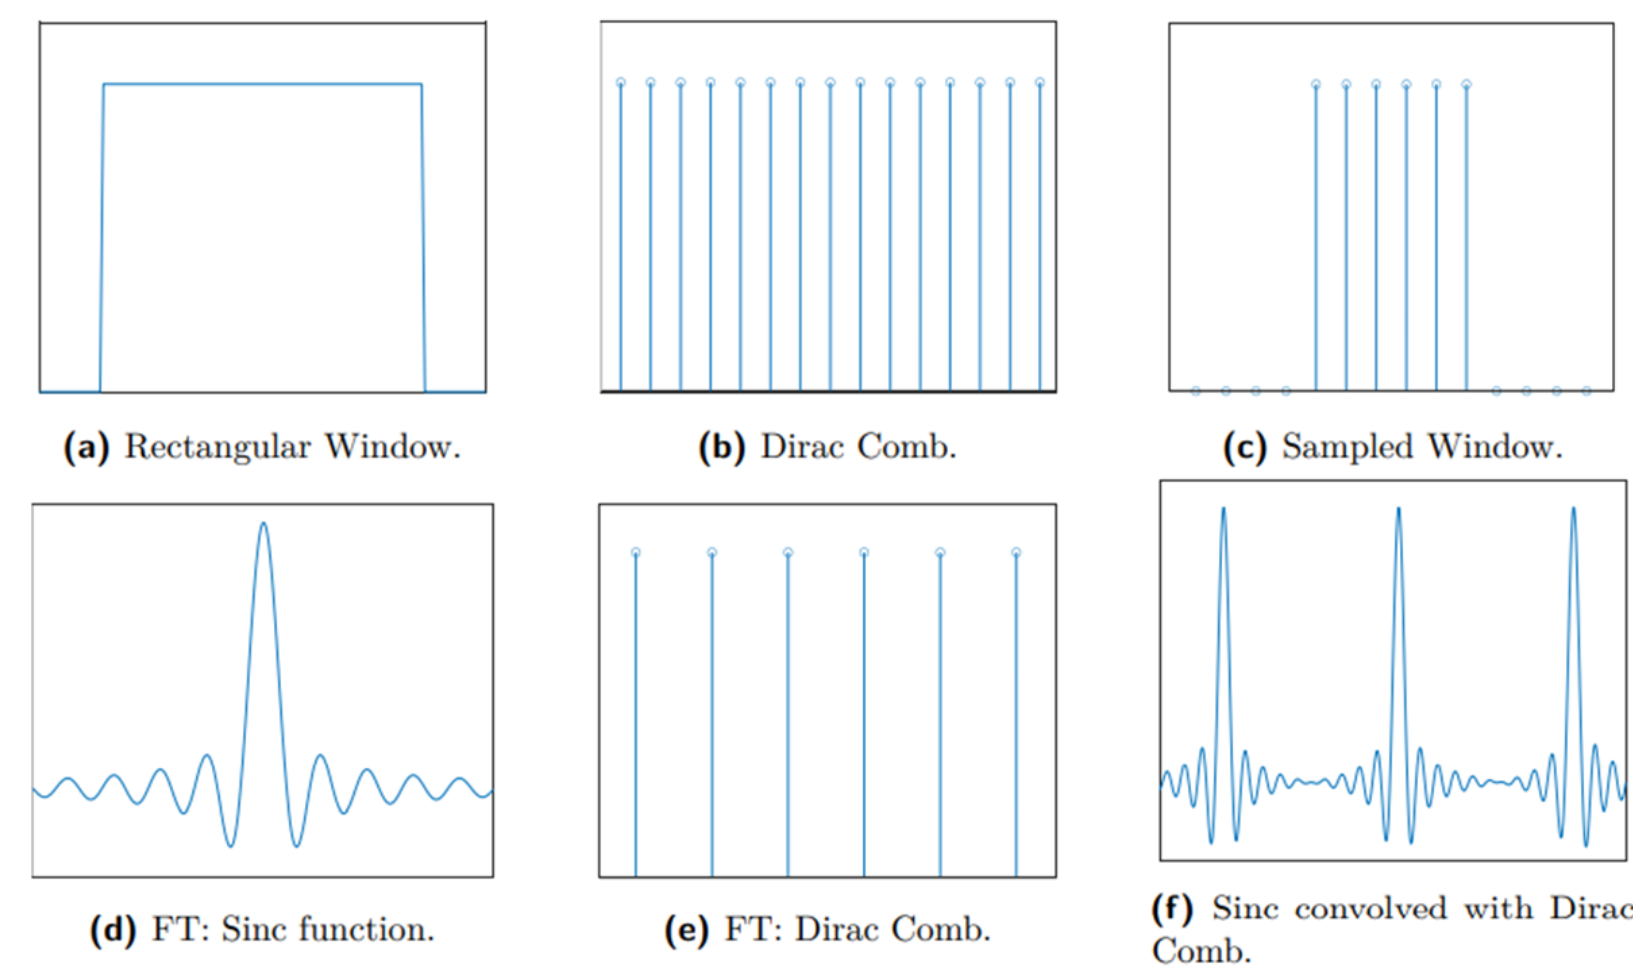 (a) Rectangular Window.
(b) Dirac Comb.
(c) Sampled Window.
(d) FT: Sinc function.
(e) FT: Dirac Comb.
(f) Sinc convolved with Dirac
Comb.